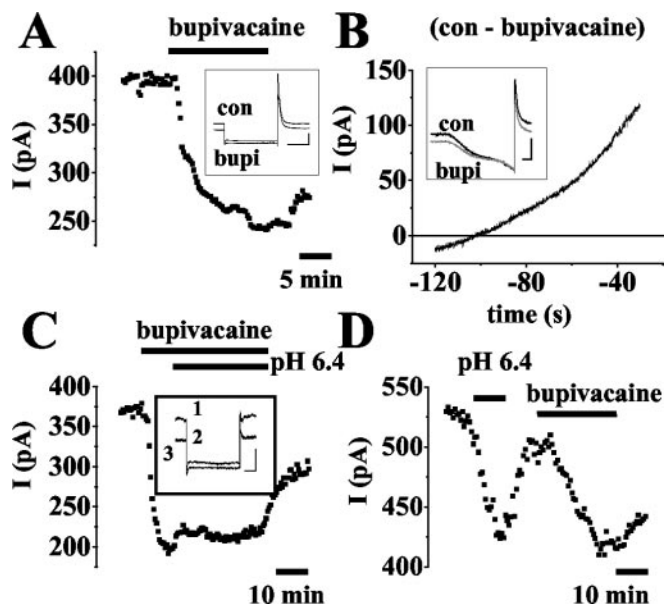 A
bupivacaine
400
350
300
250
I (pA)
con
bupi
5 min
B
(con - bupivacaine)
150
100
50
0
I (pA)
con
bupi
-120
-80
-40
time (s)
C
bupivacaine
pH 6.4
400
350
300
250
200
I (pA)
1
2
3
10 min
D
pH 6.4
bupivacaine
500
450
400
I (pA)
10 min